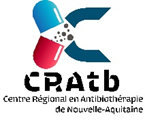 CRAtb
Centre Régional en Antibiothérapie
de Nouvelle-Aquitaine